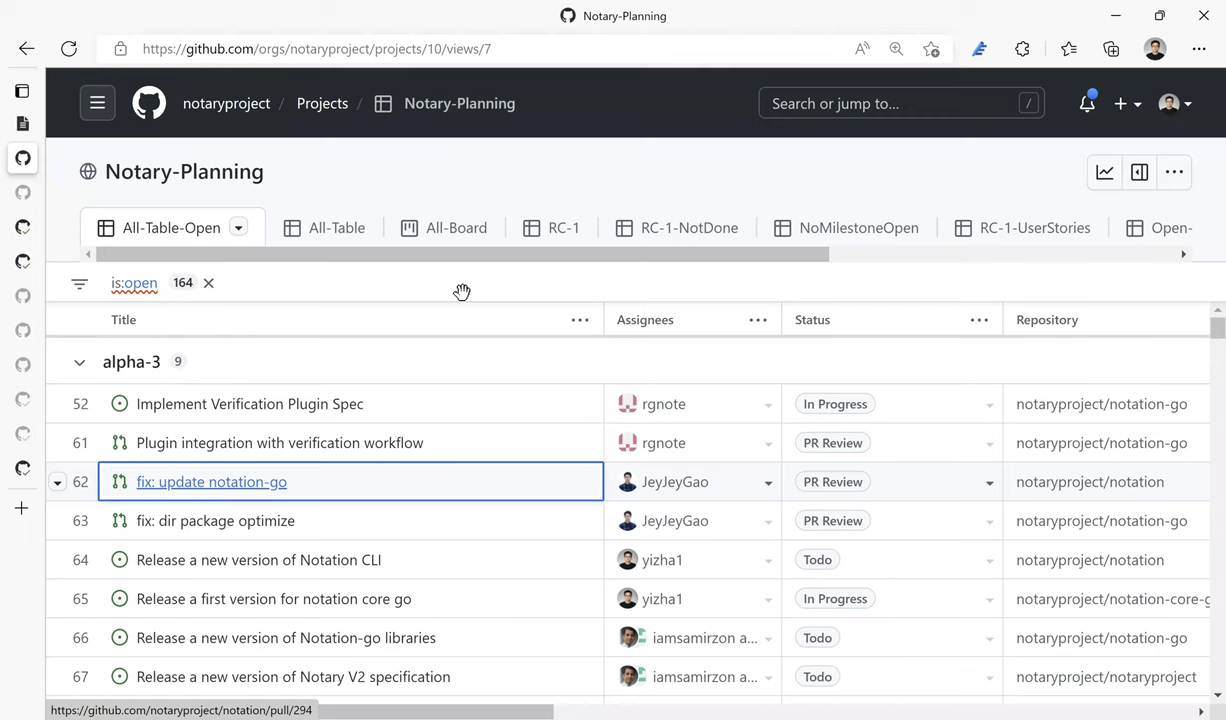 Notary-Planning
https://github.com/orgs/notaryproject/projects/10/views/7
notaryproject / Projects / Notary-Planning
Search or jump to... /
Notary-Planning
All-Table-Open All-Table All-Board RC-1 RC-1-NotDone NoMilestoneOpen RC-1-UserStories Open-
is:open 164
Title Assignees Status Repository
alpha-3 9
52 Implement Verification Plugin Spec rgnote In Progress notaryproject/notation-go
61 Plugin integration with verification workflow rgnote PR Review notaryproject/notation-go
62 fix: update notation-go JeyJeyGao PR Review notaryproject/notation
63 fix: dir package optimize JeyJeyGao PR Review notaryproject/notation-go
64 Release a new version of Notation CLI yizha1 Todo notaryproject/notation
65 Release a first version for notation core go yizha1 In Progress notaryproject/notation-core-g
66 Release a new version of Notation-go libraries iamsamirzon a... Todo notaryproject/notation-go
67 Release a new version of Notary V2 specification iamsamirzon a... Todo notaryproject/notaryproject
https://github.com/notaryproject/notation/pull/294